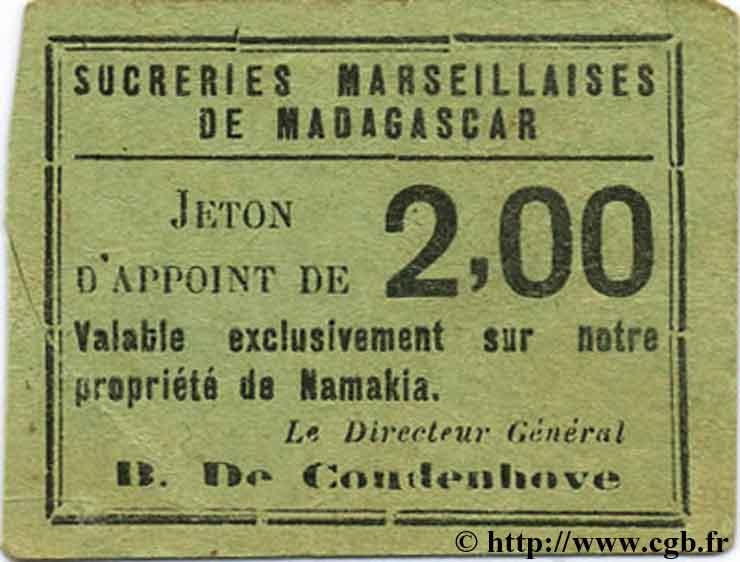 SUCRERIES MARSEILLAISES
DE MADAGASCAR
JETON
D'APPOINT DE 2,00
Valable exclusivement sur notre
propriété de Namakia.
Le Directeur Général
B. De Coudenhove
© http://www.cgb.fr